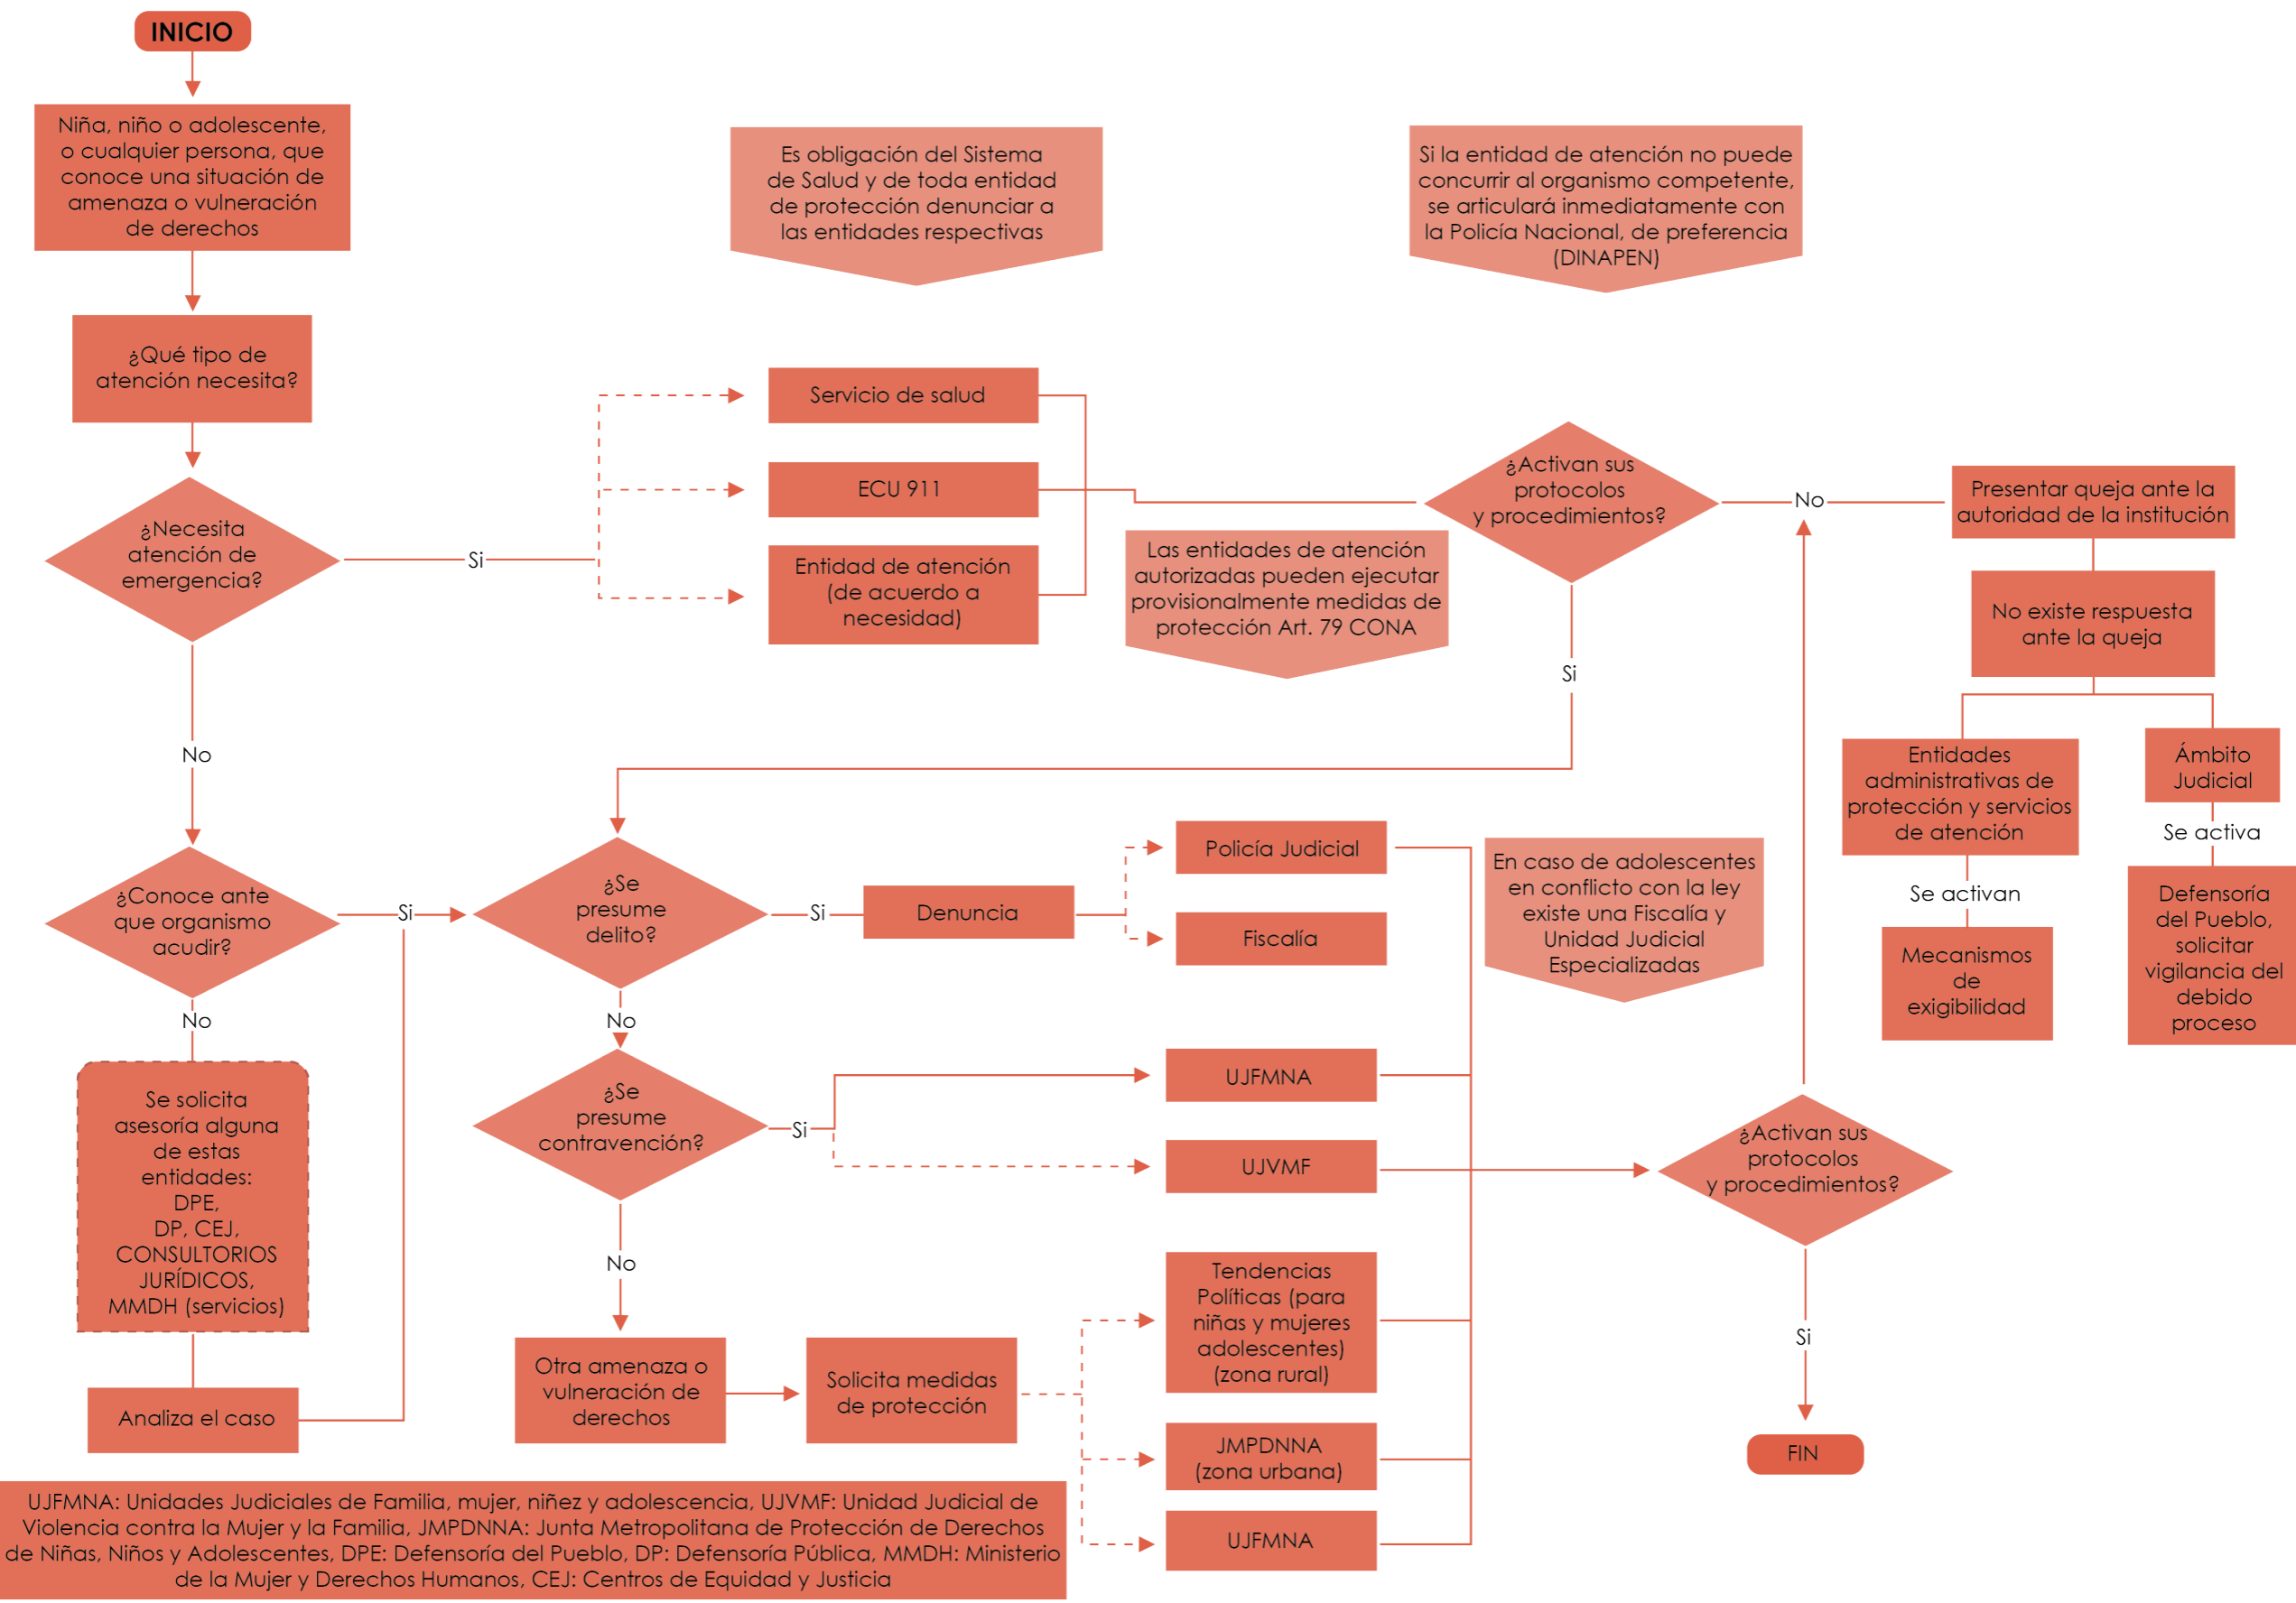 INICIO
Niña, niño o adolescente,
o cualquier persona, que
conoce una situación de
amenaza o vulneración
de derechos
Es obligación del Sistema
de Salud y de toda entidad
de protección denunciar a
las entidades respectivas
Si la entidad de atención no puede
concurrir al organismo competente,
se articulará inmediatamente con
la Policía Nacional, de preferencia
(DINAPEN)
¿Qué tipo de
atención necesita?
¿Necesita
atención de
emergencia?
Si
Servicio de salud
ECU 911
Entidad de atención
(de acuerdo a
necesidad)
Las entidades de atención
autorizadas pueden ejecutar
provisionalmente medidas de
protección Art. 79 CONA
¿Activan sus
protocolos
y procedimientos?
No
Presentar queja ante la
autoridad de la institución
No existe respuesta
ante la queja
Entidades
administrativas de
protección y servicios
de atención
Se activan
Mecanismos
de
exigibilidad
Ámbito
Judicial
Se activa
Defensoría
del Pueblo,
solicitar
vigilancia del
debido
proceso
Si
No
¿Conoce ante
que organismo
acudir?
Si
No
Se solicita
asesoría alguna
de estas
entidades:
DPE,
DP, CEJ,
CONSULTORIOS
JURÍDICOS,
MMDH (servicios)
Analiza el caso
¿Se
presume
delito?
Si
Denuncia
Policía Judicial
Fiscalía
En caso de adolescentes
en conflicto con la ley
existe una Fiscalía y
Unidad Judicial
Especializadas
No
¿Se
presume
contravención?
Si
UJFMNA
UJVMF
¿Activan sus
protocolos
y procedimientos?
No
Otra amenaza o
vulneración de
derechos
Solicita medidas
de protección
Tendencias
Políticas (para
niñas y mujeres
adolescentes)
(zona rural)
JMPDNNA
(zona urbana)
UJFMNA
Si
FIN
UJFMNA: Unidades Judiciales de Familia, mujer, niñez y adolescencia, UJVMF: Unidad Judicial de
Violencia contra la Mujer y la Familia, JMPDNNA: Junta Metropolitana de Protección de Derechos
de Niñas, Niños y Adolescentes, DPE: Defensoría del Pueblo, DP: Defensoría Pública, MMDH: Ministerio
de la Mujer y Derechos Humanos, CEJ: Centros de Equidad y Justicia